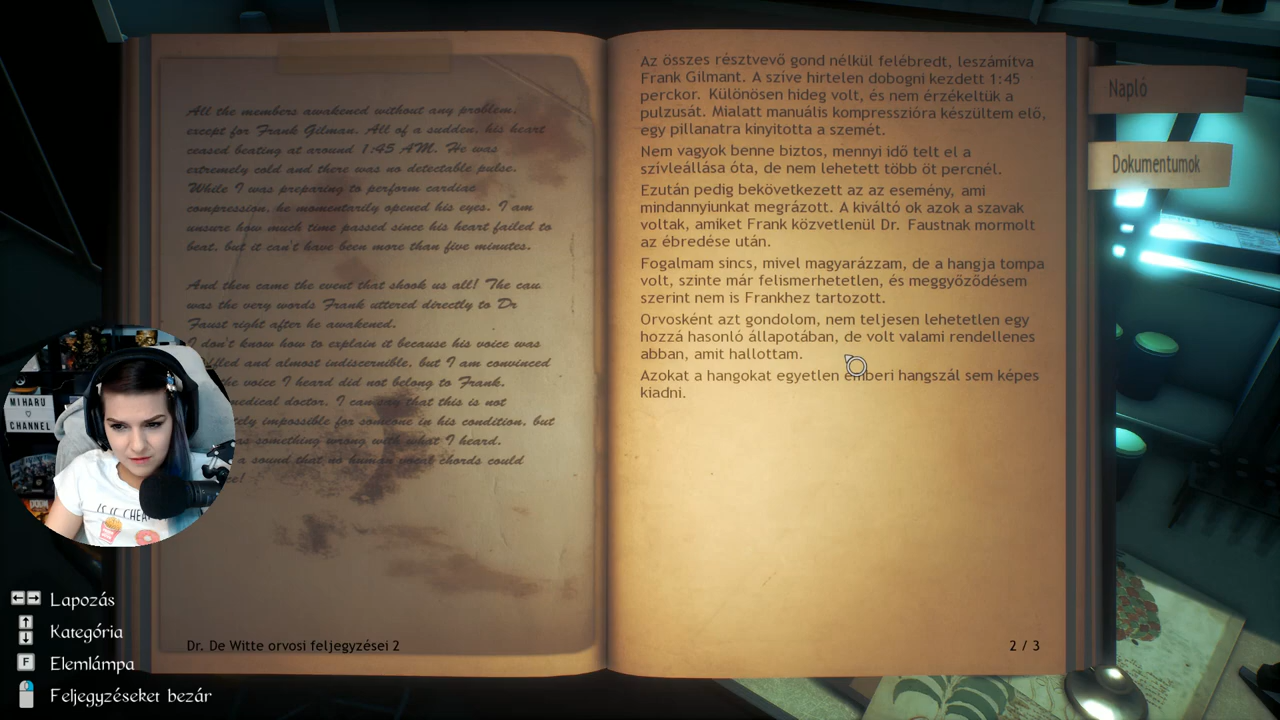 All the members awakened without any problem,
except for Frank Gilman. All of a sudden, his heart
ceased beating at around 1:45 AM. He was
extremely cold and there was no detectable pulse.
While I was preparing to perform cardiac
compression, he momentarily opened his eyes. I am
unsure how much time passed since his heart failed to
beat, but it can't have been more than five minutes.
And then came the event that shook us all! The cau
was the very words Frank uttered directly to Dr
Faust right after he awakened.
I don't know how to explain it because his voice was
filled and almost indiscernible, but I am convinced
the voice I heard did not belong to Frank.
medical doctor, I can say that this is not
tely impossible for someone in his condition, but
as something wrong with what I heard.
a sound that no human vocal chords could
ce!
Dr. De Witte orvosi feljegyzései 2
Az összes résztvevő gond nélkül felébredt, leszámítva
Frank Gilmant. A szíve hirtelen dobogni kezdett 1:45
perckor. Különösen hideg volt, és nem érzékeltük a
pulzusát. Mialatt manuális kompresszióra készültem elő,
egy pillanatra kinyitotta a szemét.
Nem vagyok benne biztos, mennyi idő telt el a
szívleállása óta, de nem lehetett több öt percnél.
Ezután pedig bekövetkezett az az esemény, ami
mindannyiunkat megrázott. A kiváltó ok azok a szavak
voltak, amiket Frank közvetlenül Dr. Faustnak mormolt
az ébredése után.
Fogalmam sincs, mivel magyarázzam, de a hangja tompa
volt, szinte már felismerhetetlen, és meggyőződésem
szerint nem is Frankhez tartozott.
Orvosként azt gondolom, nem teljesen lehetetlen egy
hozzá hasonló állapotában, de volt valami rendellenes
abban, amit hallottam.
Azokat a hangokat egyetlen emberi hangszál sem képes
kiadni.
2 / 3
Napló
Dokumentumok
MIHARU
CHANNEL
Lapozás
Kategória
F Elemlámpa
Feljegyzéseket bezár